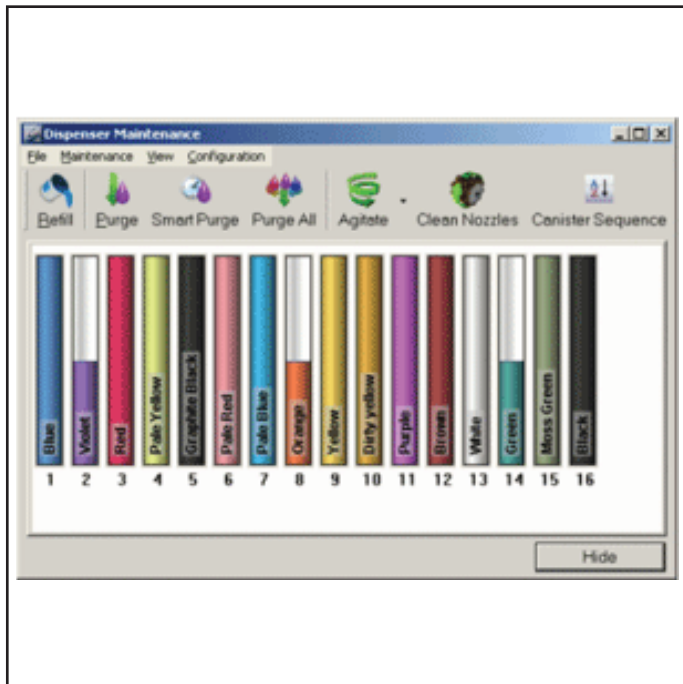 Dispenser Maintenance
File Maintenance View Configuration
Refill Purge Smart Purge Purge All Agitate Clean Nozzles Canister Sequence
Blue Violet Red Pale Yellow Graphite Black Pale Red Pale Blue Orange Yellow Dirty yellow Purple Brown White Green Moss Green Black
1 2 3 4 5 6 7 8 9 10 11 12 13 14 15 16
Hide